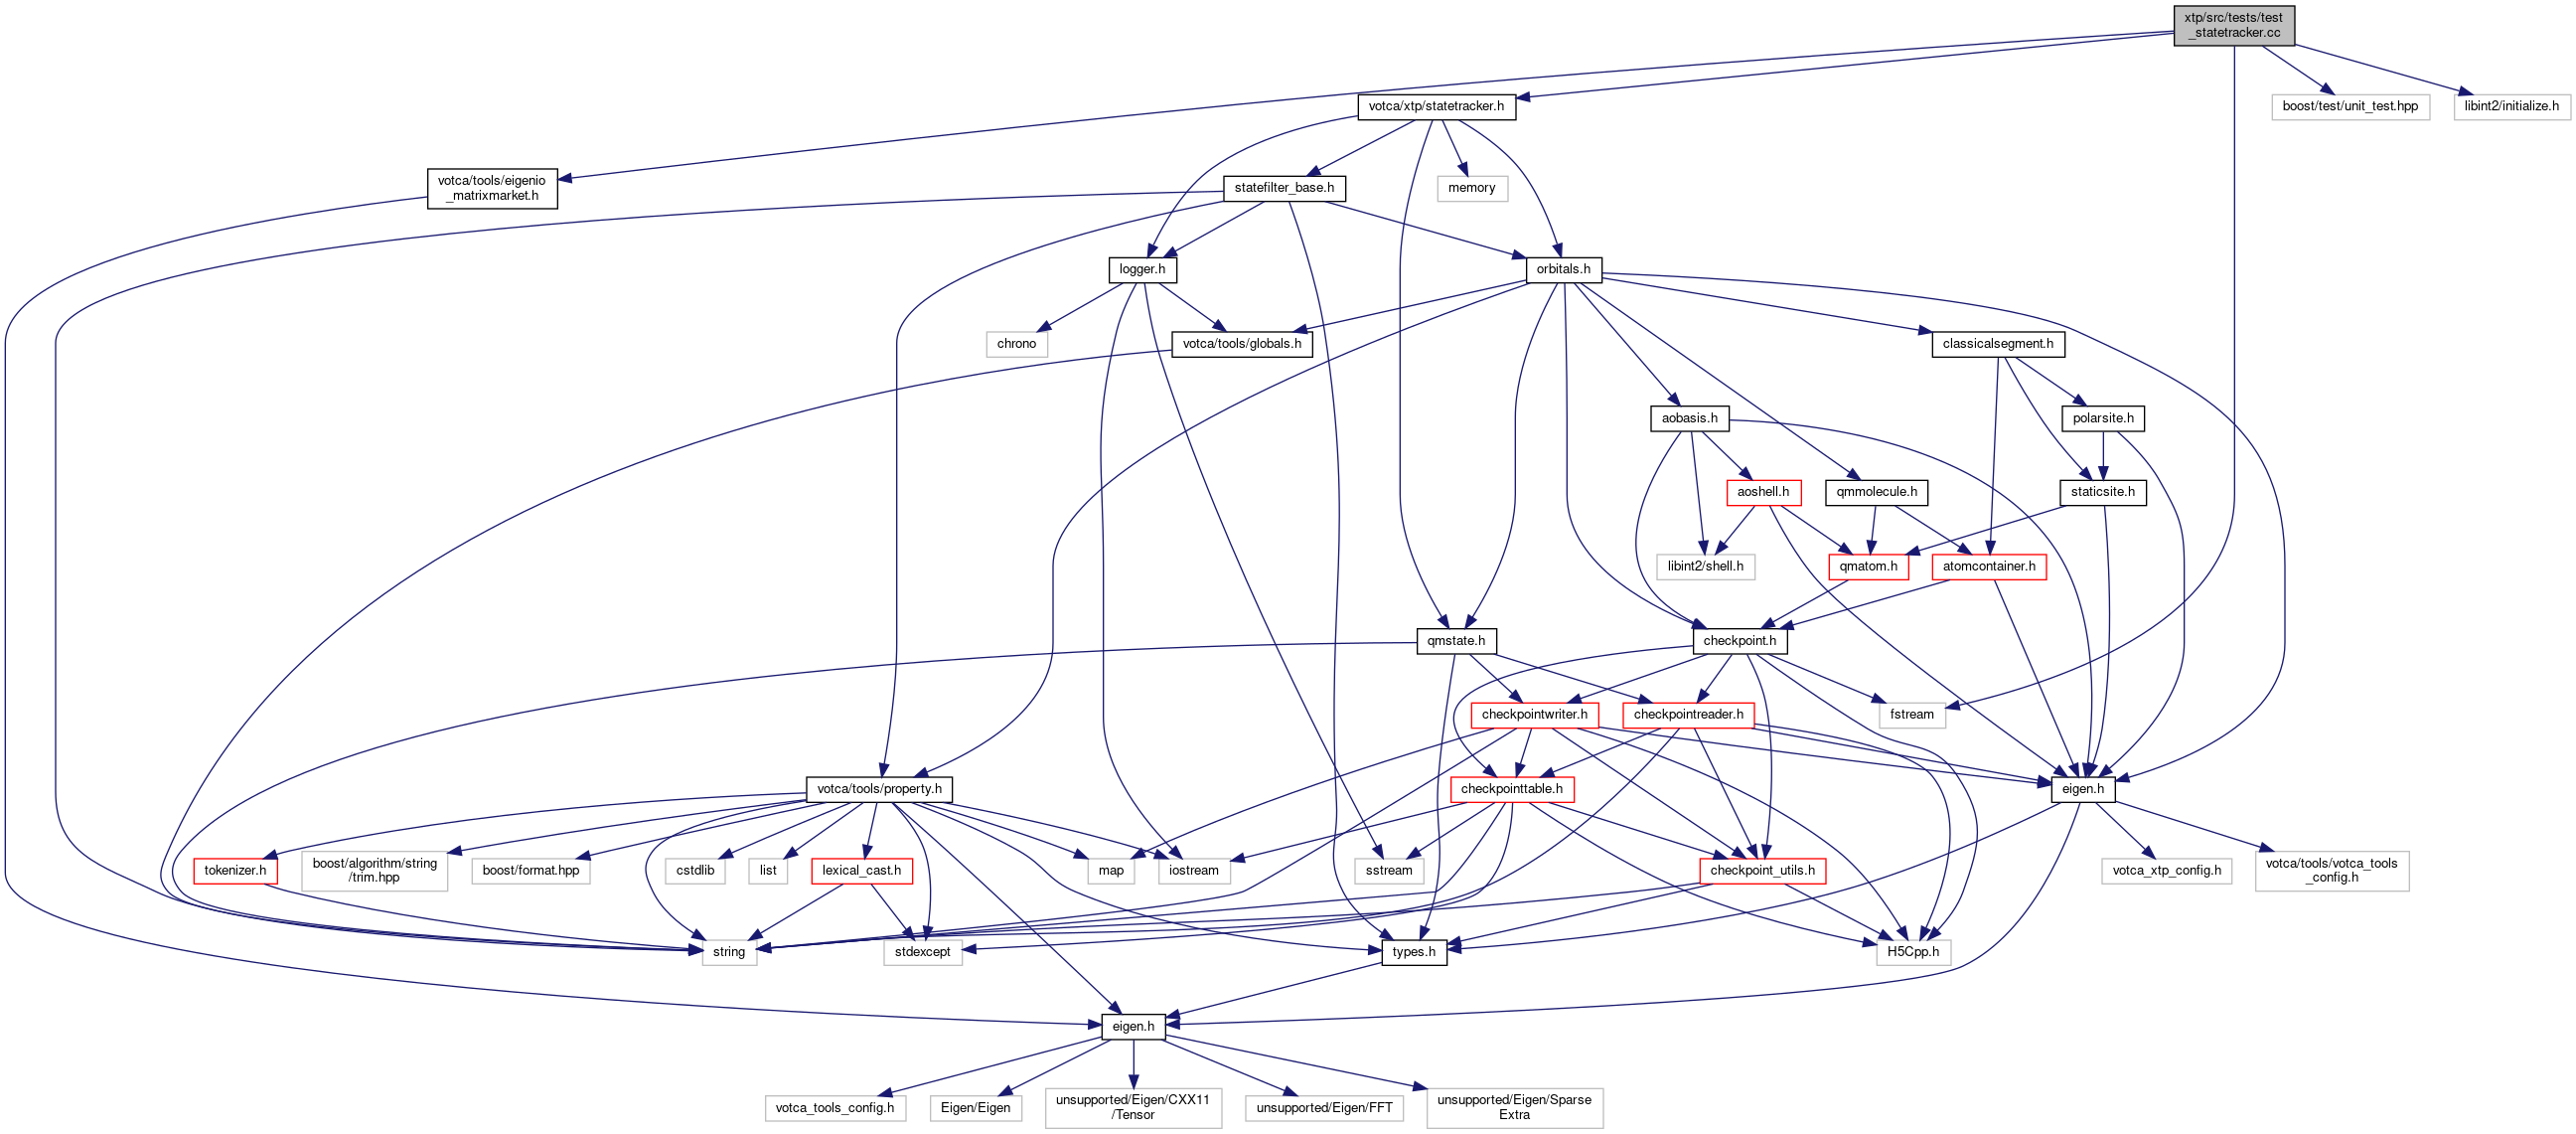 xtp/src/tests/test
_statetracker.cc
votca/xtp/statetracker.h
boost/test/unit_test.hpp
libint2/initialize.h
votca/tools/eigenio
_matrixmarket.h
statefilter_base.h
memory
logger.h
orbitals.h
chrono
votca/tools/globals.h
classicalsegment.h
aobasis.h
polarsite.h
aoshell.h
qmmolecule.h
staticsite.h
libint2/shell.h
qmatom.h
atomcontainer.h
qmstate.h
checkpoint.h
checkpointwriter.h
checkpointreader.h
fstream
votca/tools/property.h
checkpointtable.h
eigen.h
tokenizer.h
boost/algorithm/string
/trim.hpp
boost/format.hpp
cstdlib
list
lexical_cast.h
map
iostream
sstream
checkpoint_utils.h
votca_xtp_config.h
votca/tools/votca_tools
_config.h
string
stdexcept
types.h
H5Cpp.h
eigen.h
votca_tools_config.h
Eigen/Eigen
unsupported/Eigen/CXX11
/Tensor
unsupported/Eigen/FFT
unsupported/Eigen/Sparse
Extra